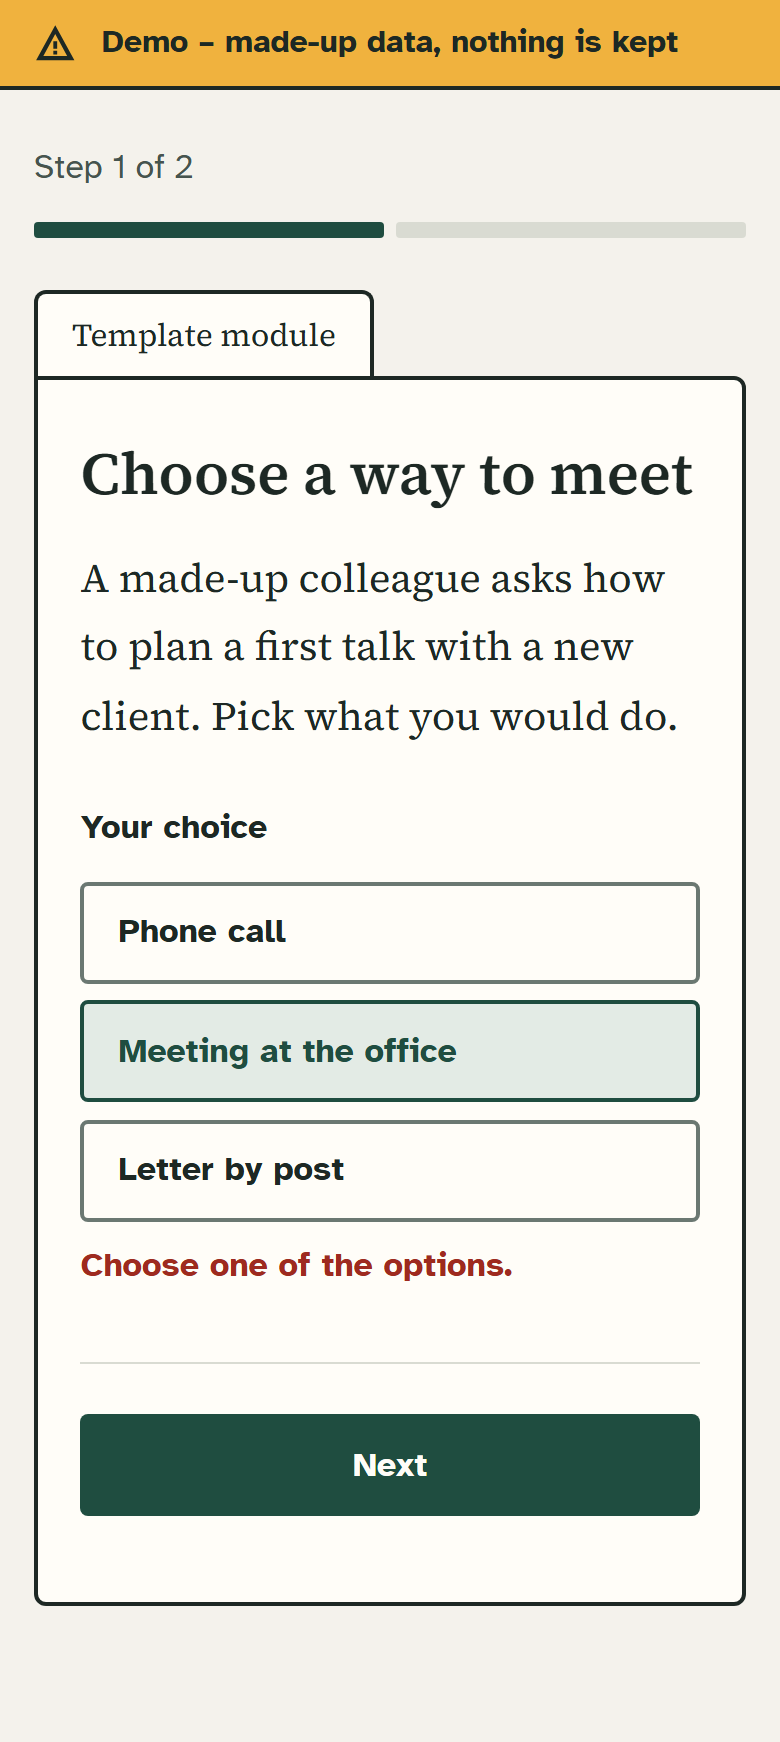 Demo – made-up data, nothing is kept
Step 1 of 2
Template module
Choose a way to meet
A made-up colleague asks how
to plan a first talk with a new
client. Pick what you would do.
Your choice
Phone call
Meeting at the office
Letter by post
Choose one of the options.
Next